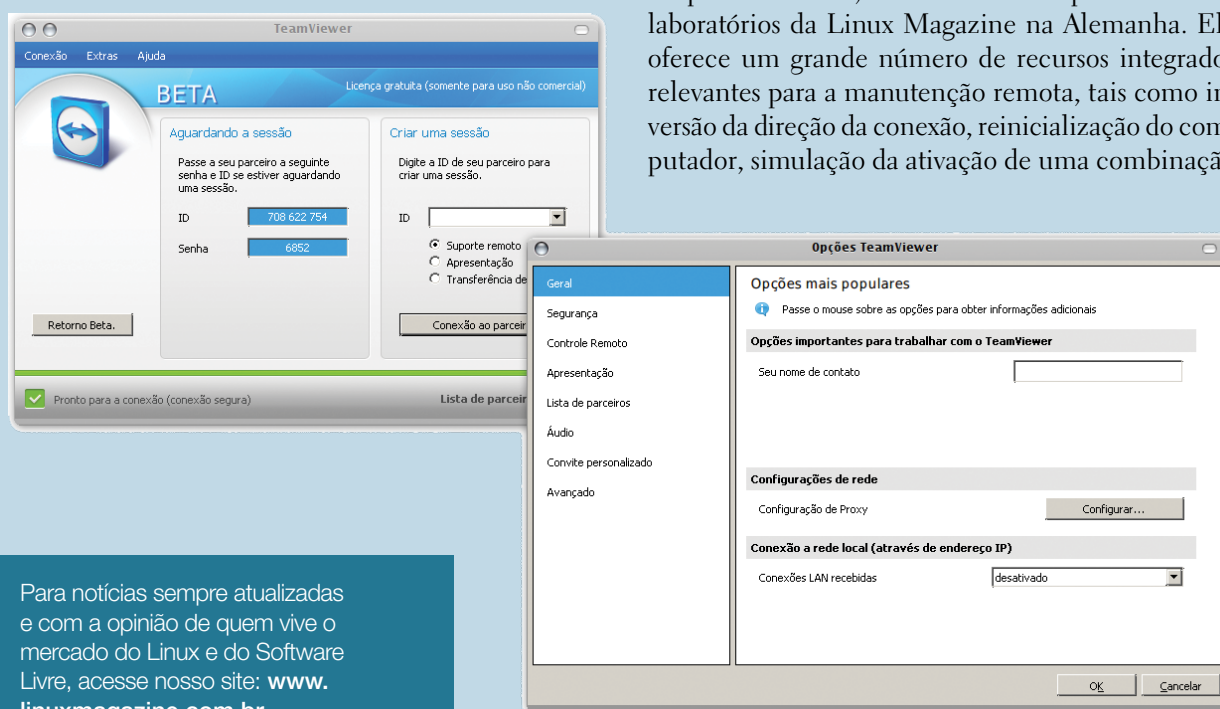 laboratórios da Linux Magazine na Alemanha.
oferece um grande número de recursos
relevantes para a manutenção remota, tais como
versão da direção da conexão, reinicialização do com
putador, simulação da ativação de uma
TeamViewer
Conexão Extras Ajuda
BETA
Licença gratuita (somente para uso não comercial)
Aguardando a sessão
Passe a seu parceiro a seguinte
senha e ID se estiver aguardando
uma sessão.
ID 708 622 754
Senha 6852
Criar uma sessão
Digite a ID de seu parceiro para
criar uma sessão.
ID
Suporte remoto
Apresentação
Transferência de
Conexão ao
Retorno Beta.
Pronto para a conexão (conexão segura)
Lista de
Opções TeamViewer
Geral
Segurança
Controle Remoto
Apresentação
Lista de parceiros
Áudio
Convite personalizado
Avançado
Opções mais populares
Passe o mouse sobre as opções para obter informações adicionais
Opções importantes para trabalhar com o TeamViewer
Seu nome de contato
Configurações de rede
Configuração de Proxy Configurar...
Conexão a rede local (através de endereço IP)
Conexões LAN recebidas desativado
OK Cancelar
Para notícias sempre atualizadas
e com a opinião de quem vive o
mercado do Linux e do Software
Livre, acesse nosso site: www.
linuxmagazine.com.br